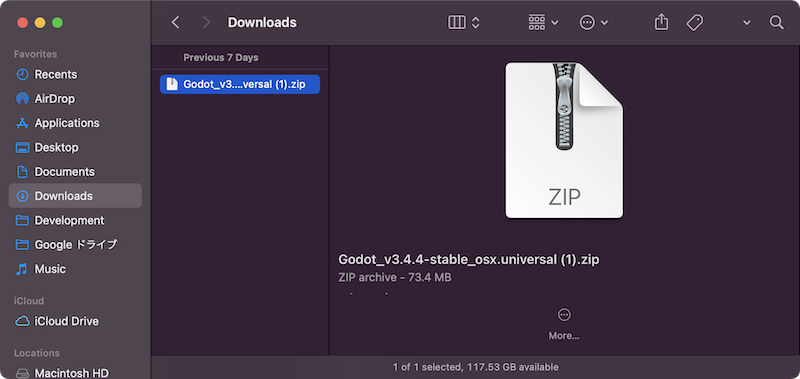 Downloads
Favorites
Recents
AirDrop
Applications
Desktop
Documents
Downloads
Development
Google ドライブ
Music
iCloud
iCloud Drive
Locations
Macintosh HD
Previous 7 Days
Godot_v3....versal (1).zip
ZIP
Godot_v3.4.4-stable_osx.universal (1).zip
ZIP archive - 73.4 MB
More...
1 of 1 selected, 117.53 GB available